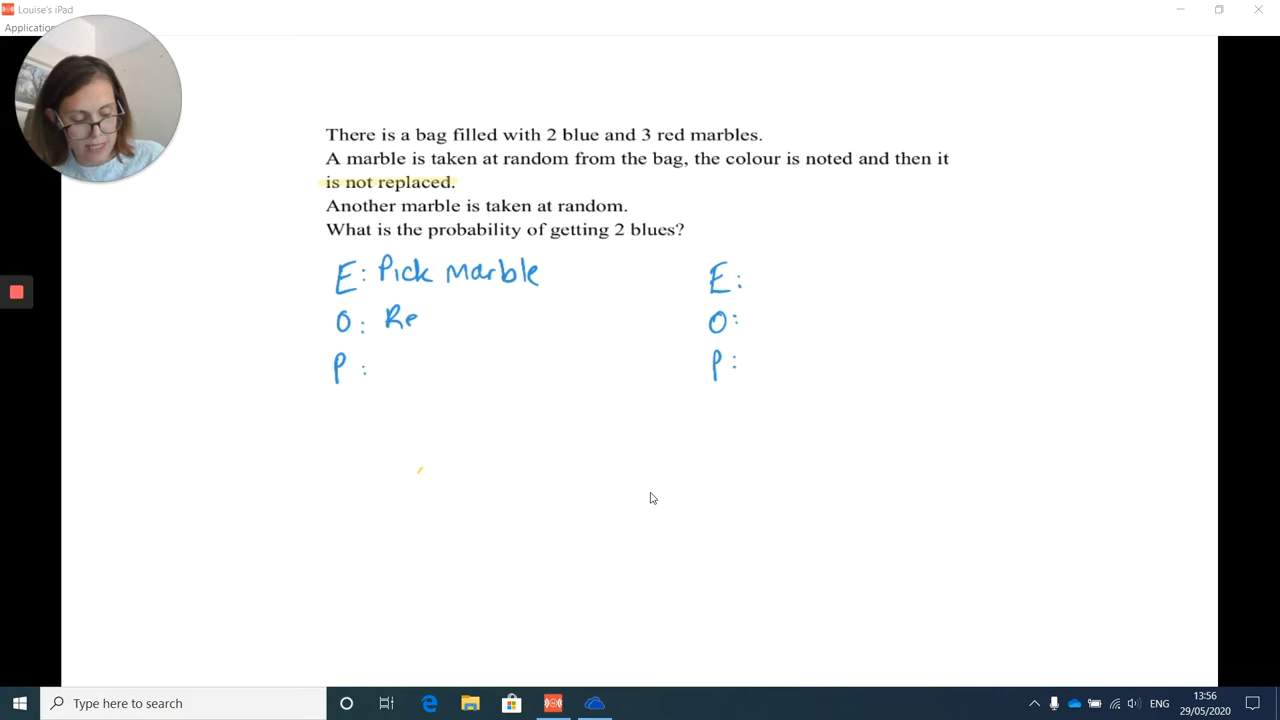 Louise's iPad
Application
There is a bag filled with 2 blue and 3 red marbles.
A marble is taken at random from the bag, the colour is noted and then it
is not replaced.
Another marble is taken at random.
What is the probability of getting 2 blues?
E: Pick Marble
O: Re
P:
E:
O:
P:
Type here to search
ENG
13:56
29/05/2020